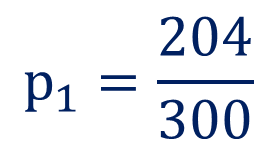 p₁ = 204/300